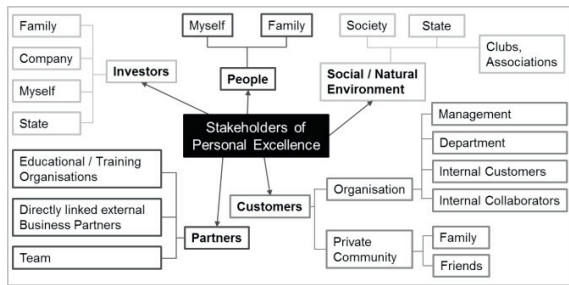 Family
Company
Myself
State
Investors
Myself
Family
People
Society
State
Clubs,
Associations
Social / Natural
Environment
Stakeholders of
Personal Excellence
Educational / Training
Organisations
Directly linked external
Business Partners
Team
Partners
Customers
Organisation
Management
Department
Internal Customers
Internal Collaborators
Private
Community
Family
Friends